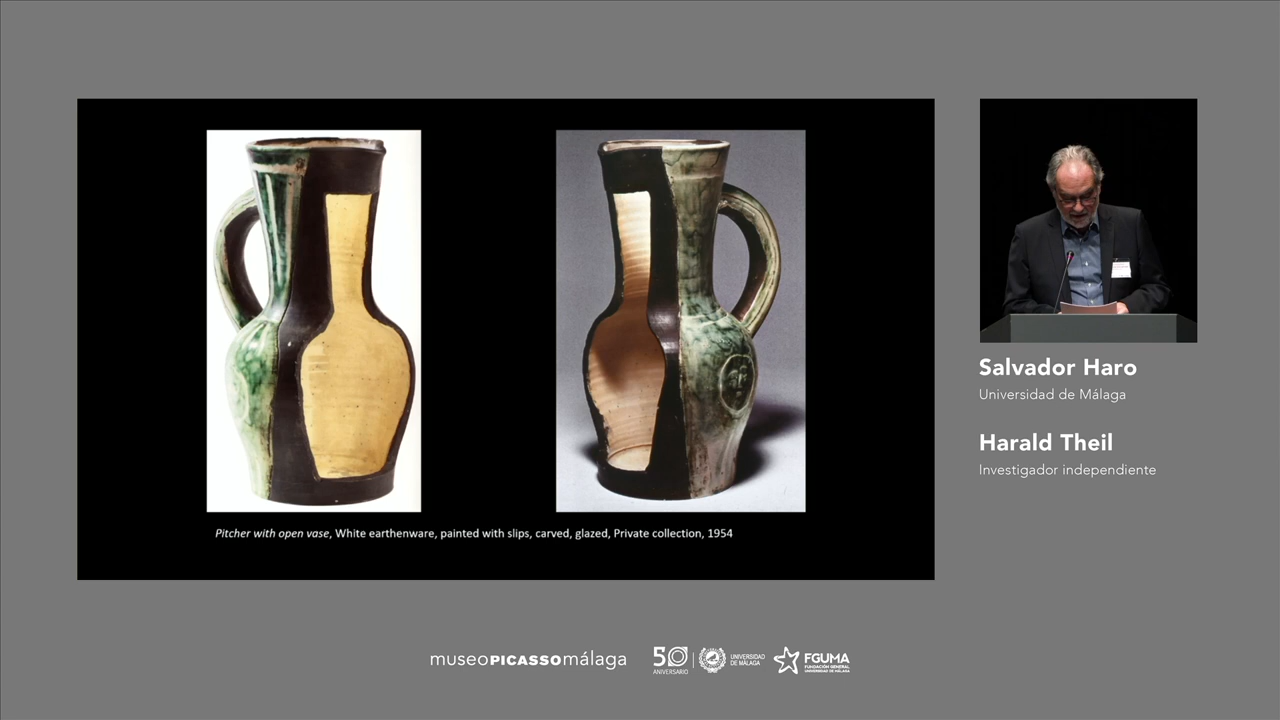 Pitcher with open vase, White earthenware, painted with slips, carved, glazed, Private collection, 1954
Salvador Haro
Universidad de Málaga
Harald Theil
Investigador independiente
museoPICASSOmálaga
50
ANIVERSARIO
UNIVERSIDAD
DE MÁLAGA
FGUMA
FUNDACIÓN GENERAL
UNIVERSIDAD DE MÁLAGA